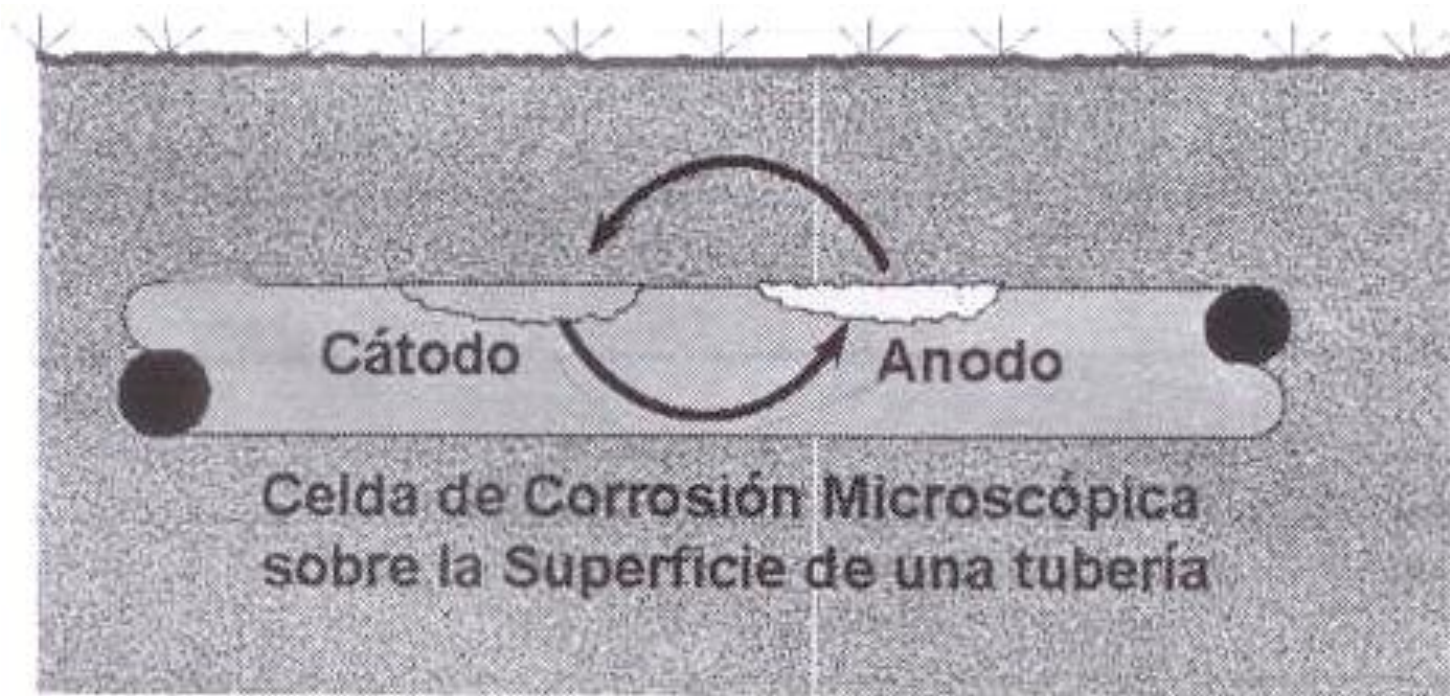 Cátodo
Anodo
Celda de Corrosión Microscópica
sobre la Superficie de una tubería